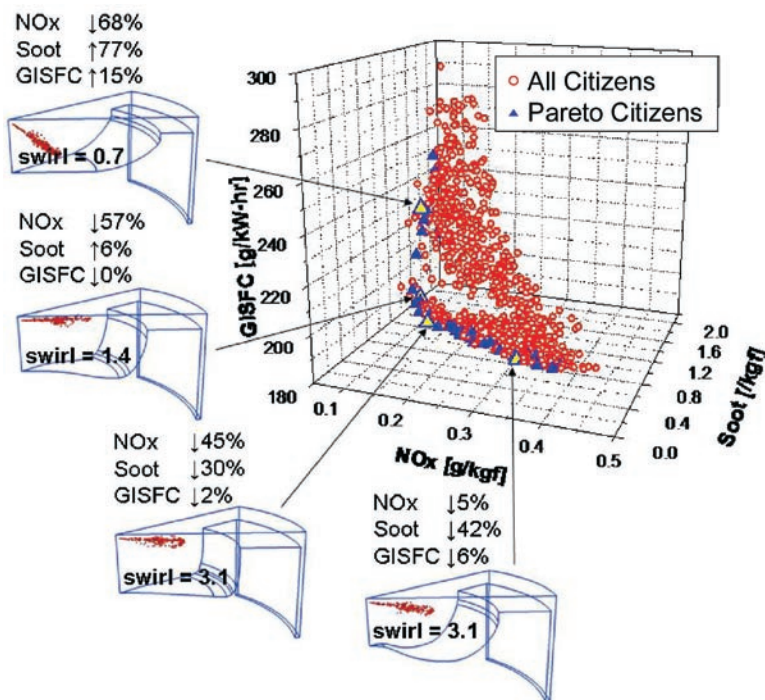 NOx ↓68%
Soot ↑77%
GISFC ↑15%
swirl = 0.7
NOx ↓57%
Soot ↑6%
GISFC ↓0%
swirl = 1.4
NOx ↓45%
Soot ↓30%
GISFC ↓2%
swirl = 3.1
NOx ↓5%
Soot ↓42%
GISFC ↓6%
swirl = 3.1
All Citizens
Pareto Citizens
GISFC [g/kW-hr]
300
280
260
240
220
200
180
NOx [g/kgf]
0.1
0.2
0.3
0.4
0.5
Soot [/kgf]
2.0
1.6
1.2
0.8
0.4
0.0